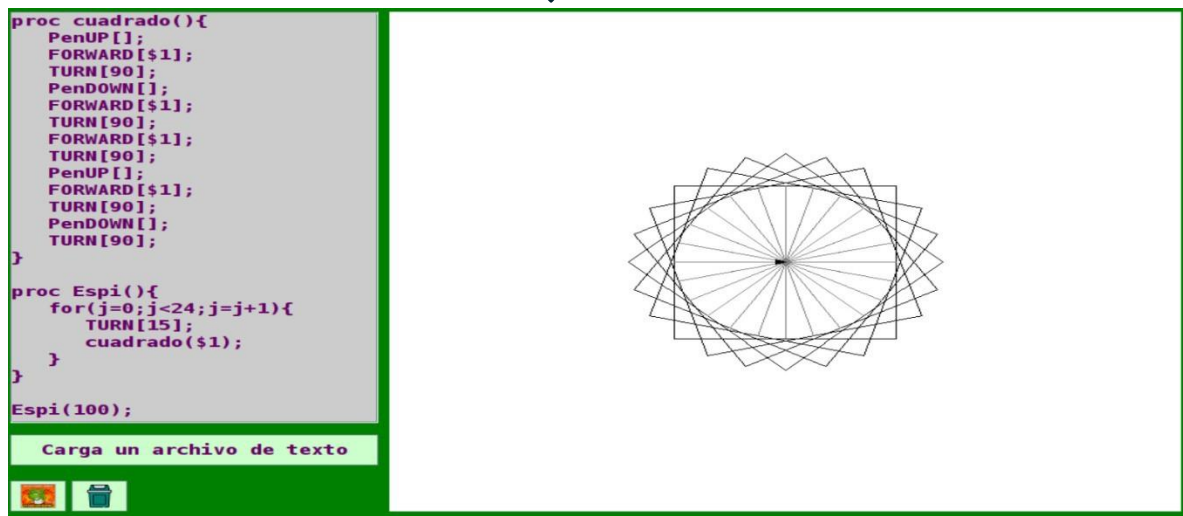 proc cuadrado(){
   PenUP[];
   FORWARD[$1];
   TURN[90];
   PenDOWN[];
   FORWARD[$1];
   TURN[90];
   FORWARD[$1];
   TURN[90];
   PenUP[];
   FORWARD[$1];
   TURN[90];
   PenDOWN[];
   TURN[90];
}

proc Espi(){
   for(j=0;j<24;j=j+1){
      TURN[15];
      cuadrado($1);
   }
}

Espi(100);
Carga un archivo de texto